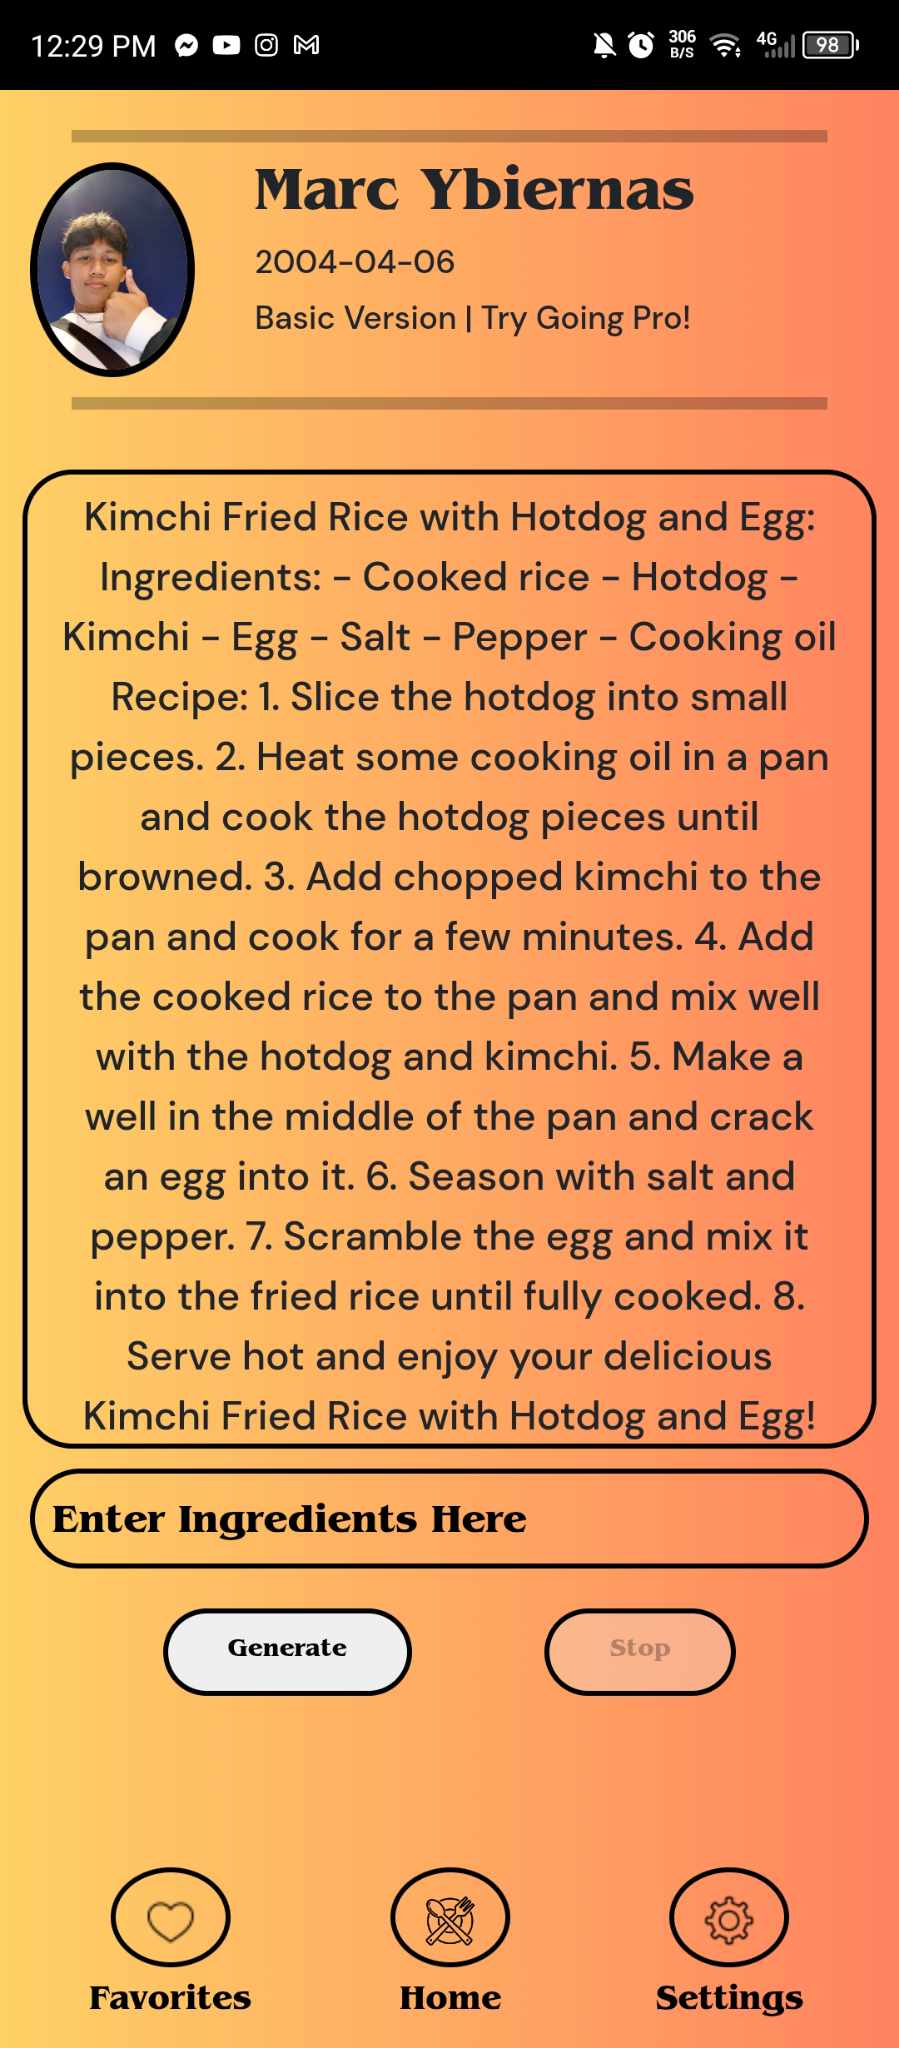 12:29 PM
306 B/S
4G
98
Marc Ybiernas
2004-04-06
Basic Version | Try Going Pro!
Kimchi Fried Rice with Hotdog and Egg:
Ingredients: - Cooked rice - Hotdog -
Kimchi - Egg - Salt - Pepper - Cooking oil
Recipe: 1. Slice the hotdog into small
pieces. 2. Heat some cooking oil in a pan
and cook the hotdog pieces until
browned. 3. Add chopped kimchi to the
pan and cook for a few minutes. 4. Add
the cooked rice to the pan and mix well
with the hotdog and kimchi. 5. Make a
well in the middle of the pan and crack
an egg into it. 6. Season with salt and
pepper. 7. Scramble the egg and mix it
into the fried rice until fully cooked. 8.
Serve hot and enjoy your delicious
Kimchi Fried Rice with Hotdog and Egg!
Enter Ingredients Here
Generate
Stop
Favorites
Home
Settings